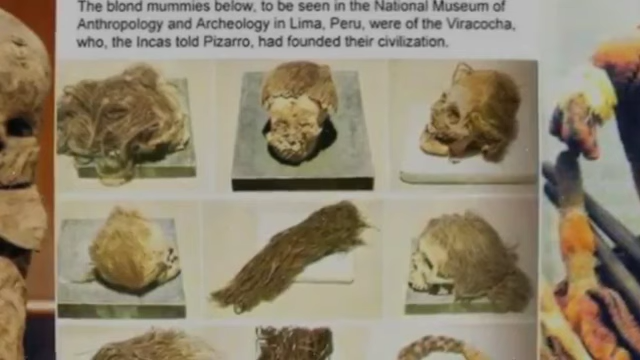 The blond mummies below, to be seen in the National Museum of
Anthropology and Archeology in Lima, Peru, were of the Viracocha,
who, the Incas told Pizarro, had founded their civilization.